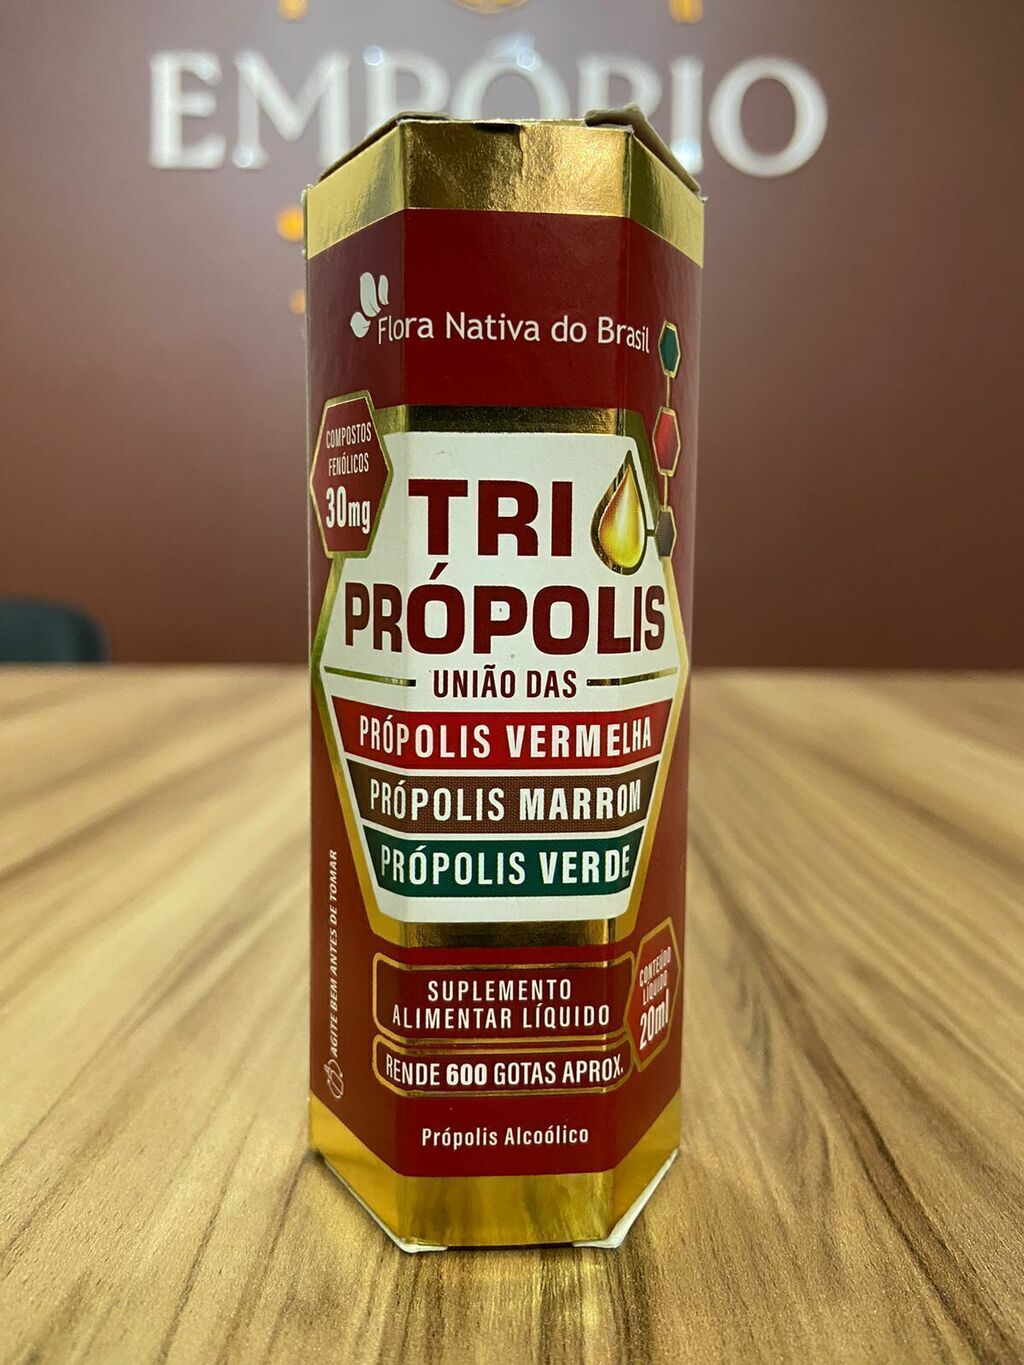 EMPÓRIO
Flora Nativa do Brasil
COMPOSTOS
FENÓLICOS
30mg
TRI
PRÓPOLIS
UNIÃO DAS
PRÓPOLIS VERMELHA
PRÓPOLIS MARROM
PRÓPOLIS VERDE
AGITE BEM ANTES DE TOMAR
SUPLEMENTO
ALIMENTAR LÍQUIDO
CONTEÚDO
LÍQUIDO
20ml
RENDE 600 GOTAS APROX.
Própolis Alcoólico